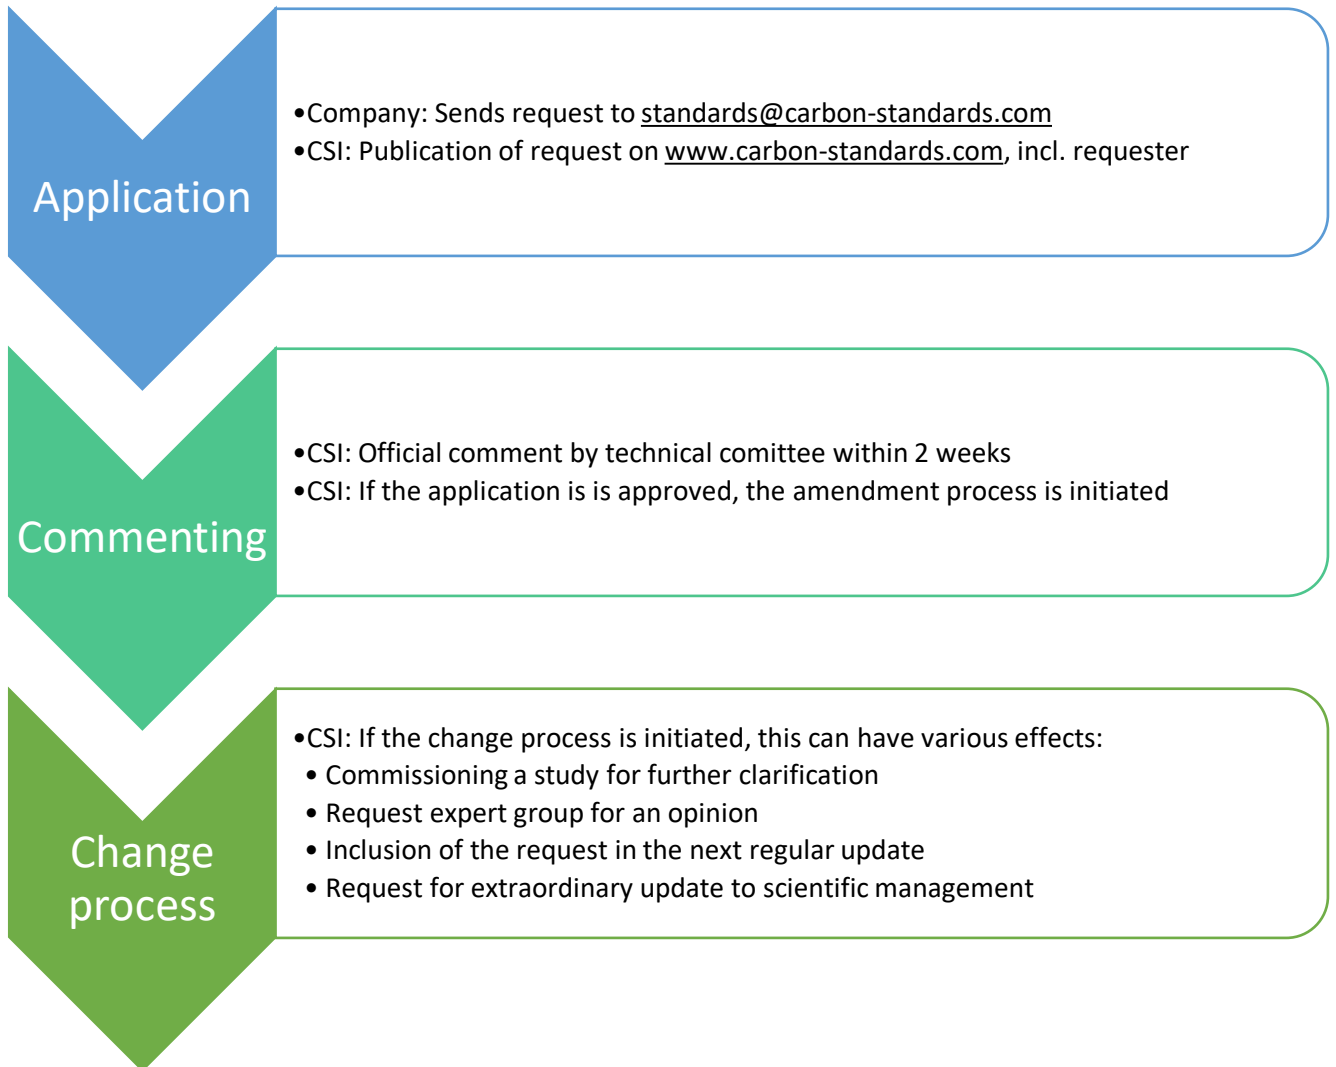 Application
•Company: Sends request to standards@carbon-standards.com
•CSI: Publication of request on www.carbon-standards.com, incl. requester
Commenting
•CSI: Official comment by technical comittee within 2 weeks
•CSI: If the application is is approved, the amendment process is initiated
Change
process
•CSI: If the change process is initiated, this can have various effects:
• Commissioning a study for further clarification
• Request expert group for an opinion
• Inclusion of the request in the next regular update
• Request for extraordinary update to scientific management